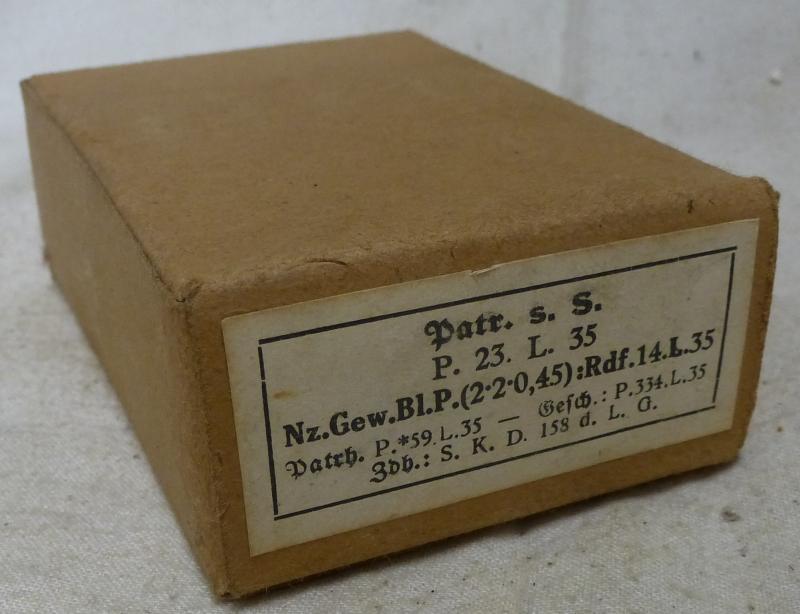 Patr. s. S.
P. 23. L. 35
Nz.Gew.Bl.P.(2·2·0,45):Rdf.14.L.35
Patrh. P.*59.L.35 — Gesch.: P.334.L.35
Zdh.: S. K. D. 158 d. L. G.